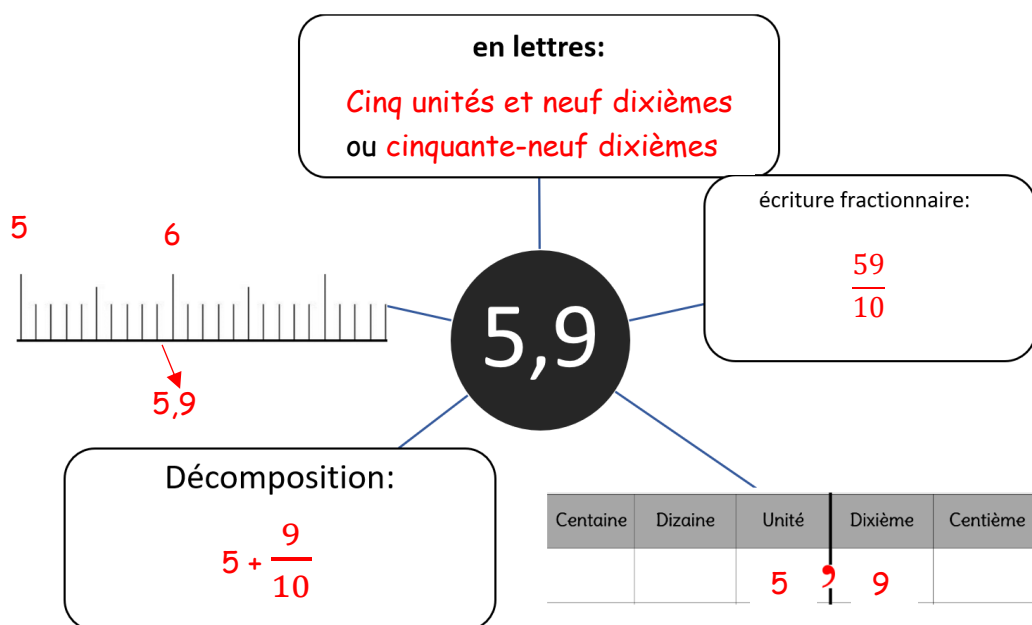 en lettres:
Cinq unités et neuf dixièmes
ou cinquante-neuf dixièmes
écriture fractionnaire:
59
10
5 6
5,9
5,9
Décomposition:
5 + 9
10
Centaine Dizaine Unité Dixième Centième
5 , 9